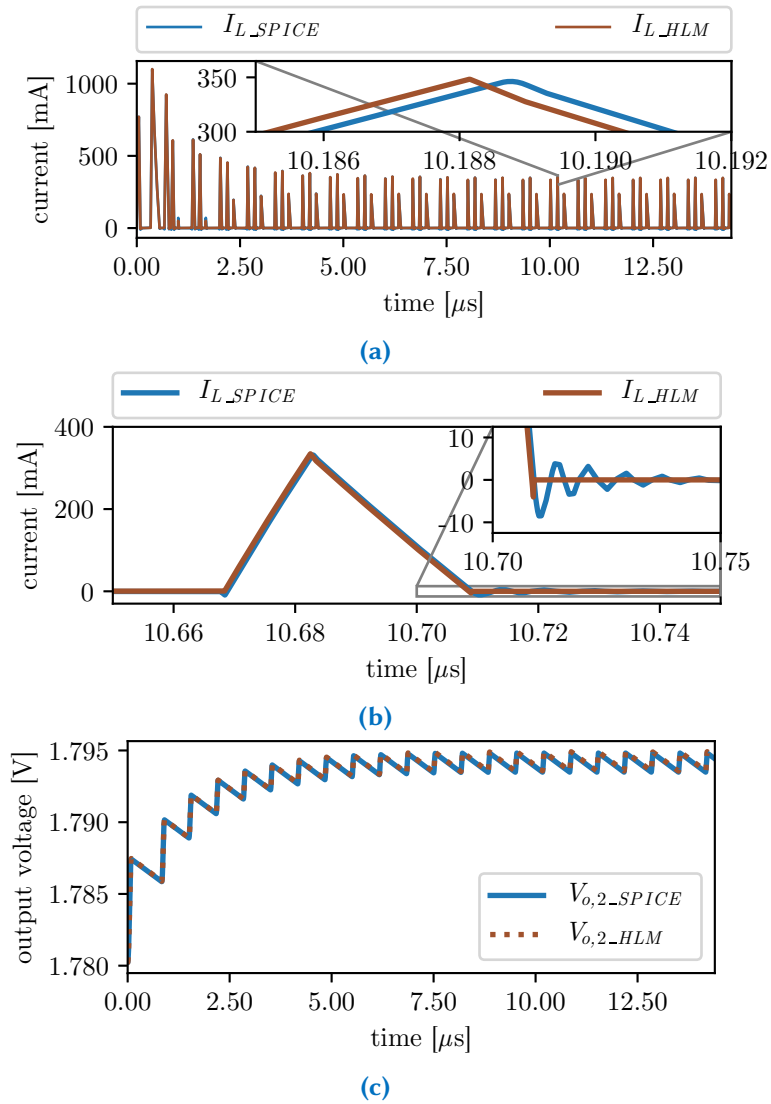 I_L_SPICE I_L_HLM
current [mA]
1000
500
0
350
300
10.186 10.188 10.190 10.192
0.00 2.50 5.00 7.50 10.00 12.50
time [μs]
(a)
I_L_SPICE I_L_HLM
current [mA]
400
200
0
10
0
-10
10.70 10.75
10.66 10.68 10.70 10.72 10.74
time [μs]
(b)
output voltage [V]
1.795
1.790
1.785
1.780
V_o,2_SPICE
V_o,2_HLM
0.00 2.50 5.00 7.50 10.00 12.50
time [μs]
(c)